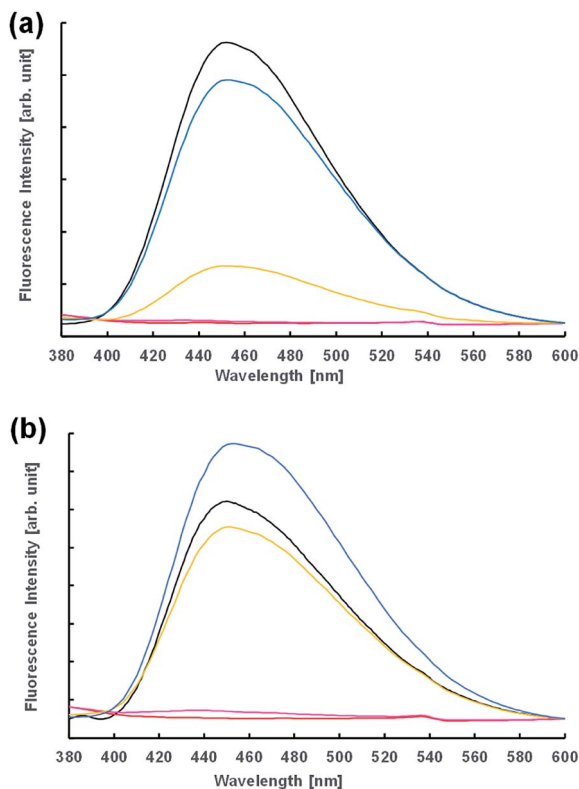 (a)
Fluorescence Intensity [arb. unit]
380 400 420 440 460 480 500 520 540 560 580 600
Wavelength [nm]
(b)
Fluorescence Intensity [arb. unit]
380 400 420 440 460 480 500 520 540 560 580 600
Wavelength [nm]